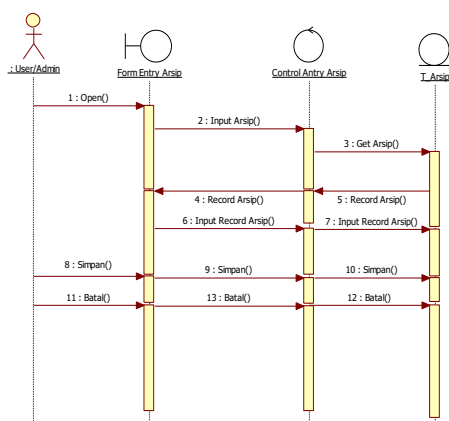 : User/Admin
Form Entry Arsip
Control Antry Arsip
T_Arsip
1 : Open()
2 : Input Arsip()
3 : Get Arsip()
4 : Record Arsip()
5 : Record Arsip()
6 : Input Record Arsip()
7 : Input Record Arsip()
8 : Simpan()
9 : Simpan()
10 : Simpan()
11 : Batal()
13 : Batal()
12 : Batal()